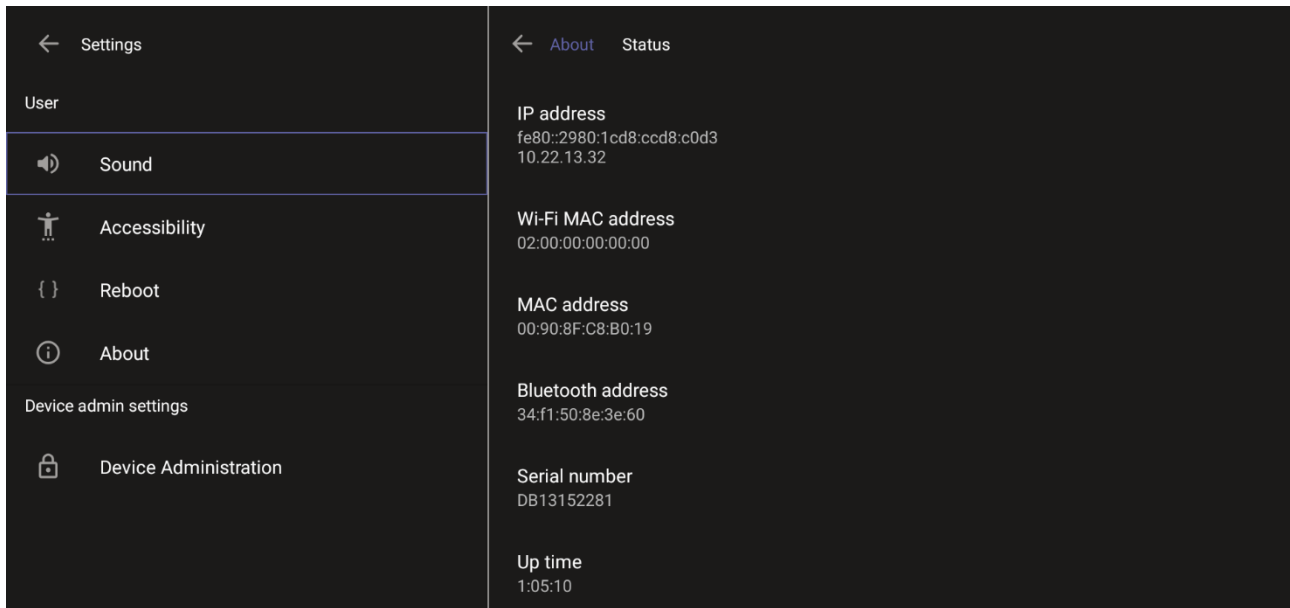 Settings
User
Sound
Accessibility
Reboot
About
Device admin settings
Device Administration
About Status
IP address
fe80::2980:1cd8:ccd8:c0d3
10.22.13.32
Wi-Fi MAC address
02:00:00:00:00:00
MAC address
00:90:8F:C8:B0:19
Bluetooth address
34:f1:50:8e:3e:60
Serial number
DB13152281
Up time
1:05:10